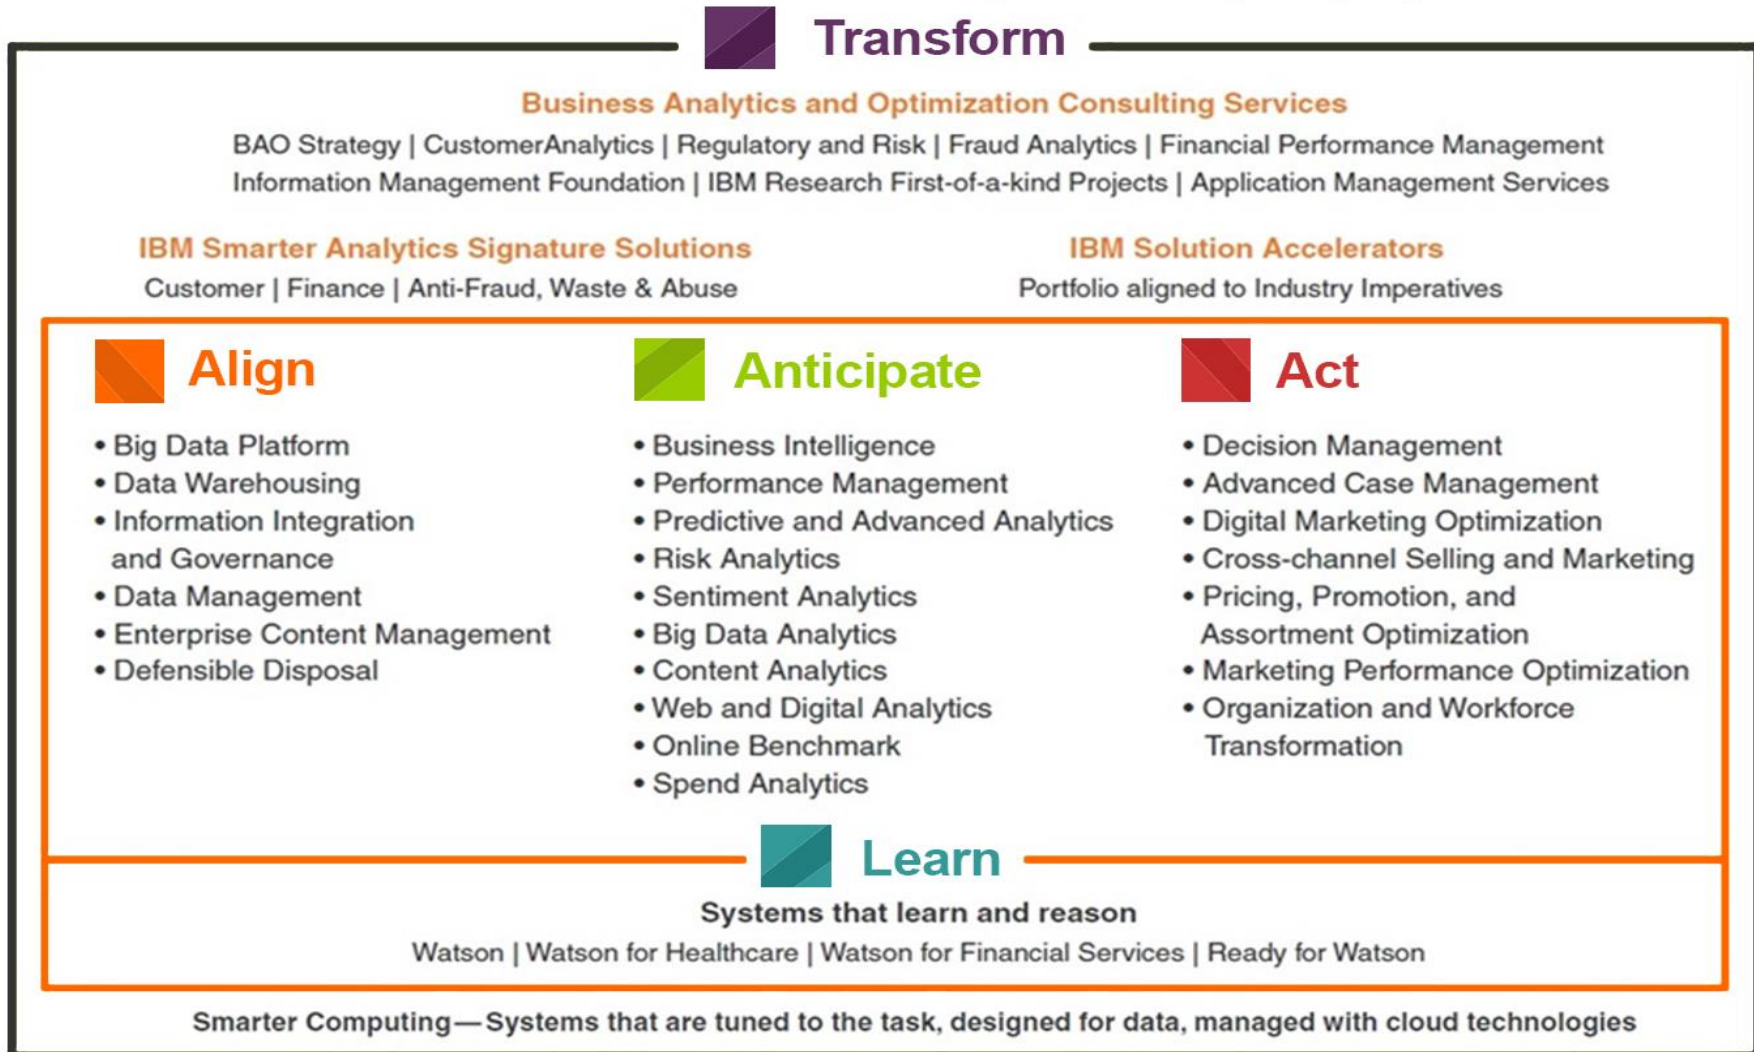 Transform
Business Analytics and Optimization Consulting Services
BAO Strategy | CustomerAnalytics | Regulatory and Risk | Fraud Analytics | Financial Performance Management
Information Management Foundation | IBM Research First-of-a-kind Projects | Application Management Services
IBM Smarter Analytics Signature Solutions
Customer | Finance | Anti-Fraud, Waste & Abuse
IBM Solution Accelerators
Portfolio aligned to Industry Imperatives
Align
• Big Data Platform
• Data Warehousing
• Information Integration
and Governance
• Data Management
• Enterprise Content Management
• Defensible Disposal
Anticipate
• Business Intelligence
• Performance Management
• Predictive and Advanced Analytics
• Risk Analytics
• Sentiment Analytics
• Big Data Analytics
• Content Analytics
• Web and Digital Analytics
• Online Benchmark
• Spend Analytics
Act
• Decision Management
• Advanced Case Management
• Digital Marketing Optimization
• Cross-channel Selling and Marketing
• Pricing, Promotion, and
Assortment Optimization
• Marketing Performance Optimization
• Organization and Workforce
Transformation
Learn
Systems that learn and reason
Watson | Watson for Healthcare | Watson for Financial Services | Ready for Watson
Smarter Computing—Systems that are tuned to the task, designed for data, managed with cloud technologies